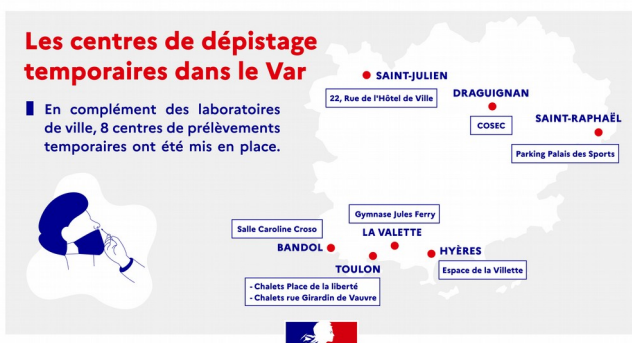 Les centres de dépistage
temporaires dans le Var
En complément des laboratoires
de ville, 8 centres de prélèvements
temporaires ont été mis en place.
SAINT-JULIEN
22, Rue de l'Hôtel de Ville
DRAGUIGNAN
COSEC
SAINT-RAPHAËL
Parking Palais des Sports
Gymnase Jules Ferry
LA VALETTE
Salle Caroline Croso
BANDOL
HYÈRES
Espace de la Villette
TOULON
- Chalets Place de la liberté
- Chalets rue Girardin de Vauvre